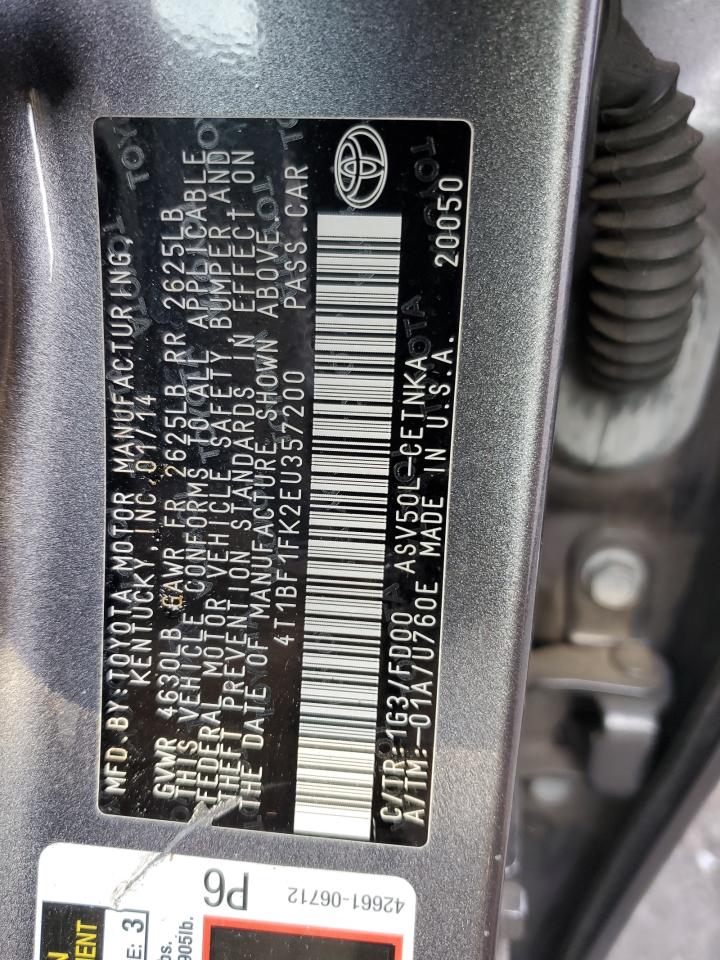 MFD. BY:TOYOTA MOTOR MANUFACTURING,
KENTUCKY, INC. 01/14
GVWR 4630LB GAWR FR 2625LB RR 2625LB
THIS VEHICLE CONFORMS TO ALL APPLICABLE
FEDERAL MOTOR VEHICLE SAFETY BUMPER AND
THEFT PREVENTION STANDARDS IN EFFECT ON
THE DATE OF MANUFACTURE SHOWN ABOVE.
4T1BF1FK2EU357200 PASS.CAR
C/TR: 1G3/FD00 ASV50L-CETNKA 20050
A/TM:-01A/U760E MADE IN U.S.A.
P6
42661-06712
E: 3
905lb.